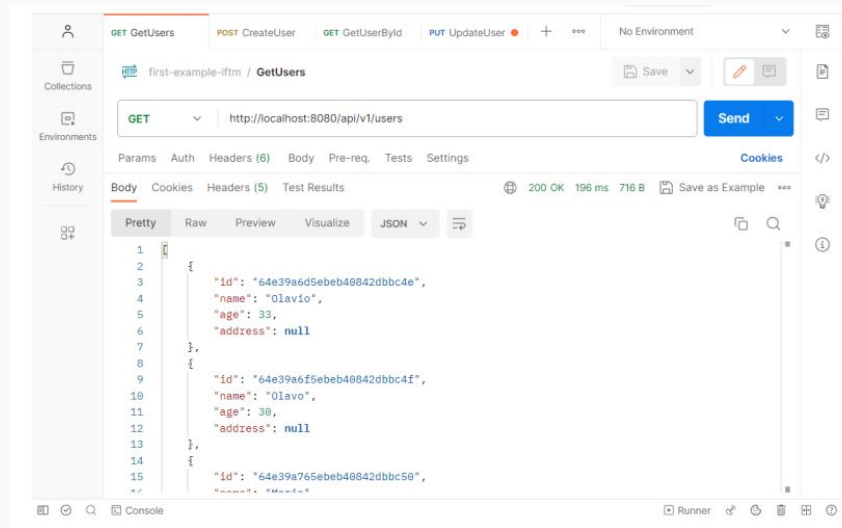 GET GetUsers
POST CreateUser
GET GetUserById
PUT UpdateUser
No Environment
Collections
Environments
History
HTTP first-example-iftm / GetUsers
Save
GET http://localhost:8080/api/v1/users Send
Params Auth Headers (6) Body Pre-req. Tests Settings Cookies
Body Cookies Headers (5) Test Results 200 OK 196 ms 716 B Save as Example
Pretty Raw Preview Visualize JSON
1 [
2 {
3 "id": "64e39a6d5ebeb40842dbbc4e",
4 "name": "Olavio",
5 "age": 33,
6 "address": null
7 },
8 {
9 "id": "64e39a6f5ebeb40842dbbc4f",
10 "name": "Olavo",
11 "age": 30,
12 "address": null
13 },
14 {
15 "id": "64e39a765ebeb40842dbbc50",
Console Runner